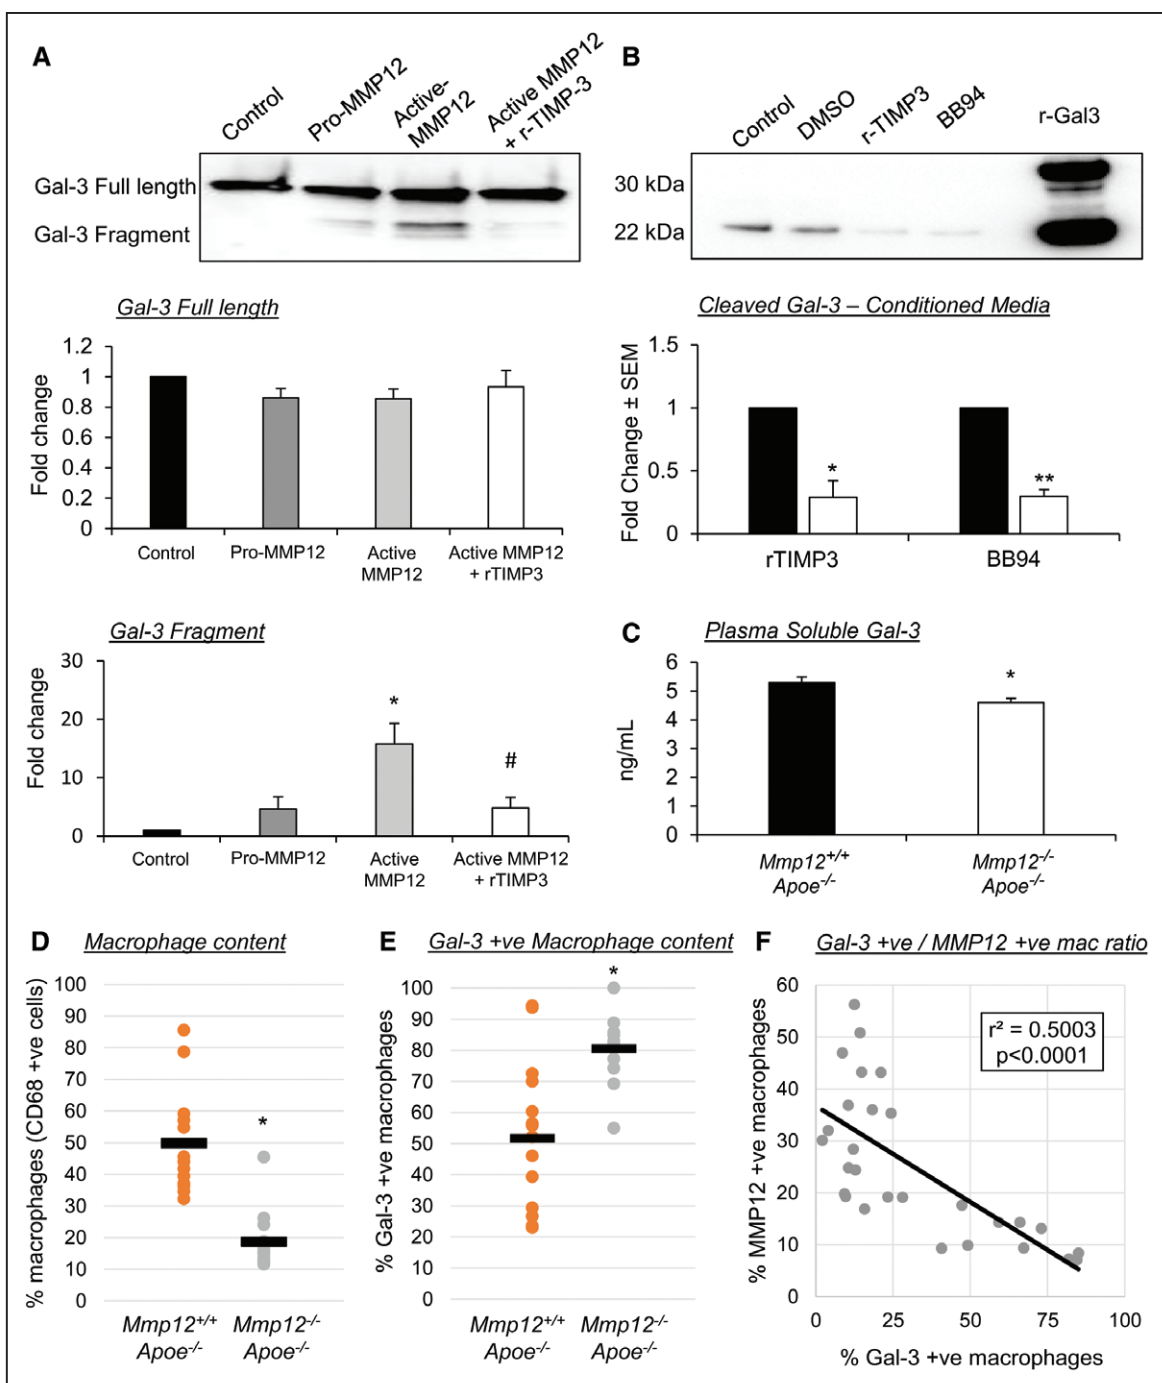 A
Control
Pro-MMP12
Active-
MMP12
Active MMP12
+ r-TIMP-3
Gal-3 Full length
Gal-3 Fragment
Gal-3 Full length
Fold change
1.2
1
0.8
0.6
0.4
0.2
0
Control
Pro-MMP12
Active
MMP12
Active MMP12
+ rTIMP3
Gal-3 Fragment
Fold change
30
20
10
0
*
#
Control
Pro-MMP12
Active
MMP12
Active MMP12
+ rTIMP3
B
Control
DMSO
r-TIMP3
BB94
r-Gal3
30 kDa
22 kDa
Cleaved Gal-3 – Conditioned Media
Fold Change ± SEM
1.5
1
0.5
0
*
**
rTIMP3
BB94
C
Plasma Soluble Gal-3
ng/mL
6
5
4
3
2
1
0
*
Mmp12+/+
Apoe-/-
Mmp12-/-
Apoe-/-
D
Macrophage content
% macrophages (CD68 +ve cells)
100
90
80
70
60
50
40
30
20
10
0
*
Mmp12+/+
Apoe-/-
Mmp12-/-
Apoe-/-
E
Gal-3 +ve Macrophage content
% Gal-3 +ve macrophages
100
90
80
70
60
50
40
30
20
10
0
*
Mmp12+/+
Apoe-/-
Mmp12-/-
Apoe-/-
F
Gal-3 +ve / MMP12 +ve mac ratio
% MMP12 +ve macrophages
60
50
40
30
20
10
0
r² = 0.5003
p<0.0001
0
25
50
75
100
% Gal-3 +ve macrophages